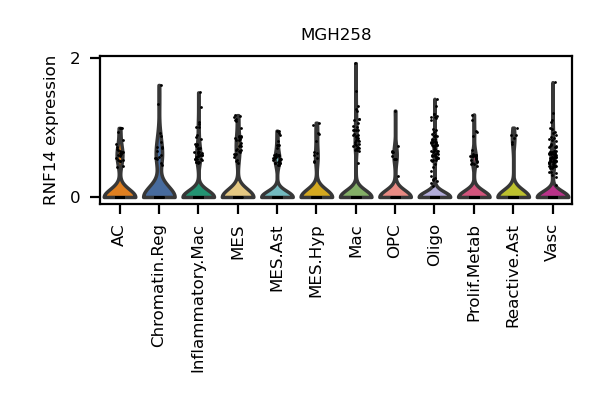 MGH258
RNF14 expression
2
0
AC
Chromatin.Reg
Inflammatory.Mac
MES
MES.Ast
MES.Hyp
Mac
OPC
Oligo
Prolif.Metab
Reactive.Ast
Vasc